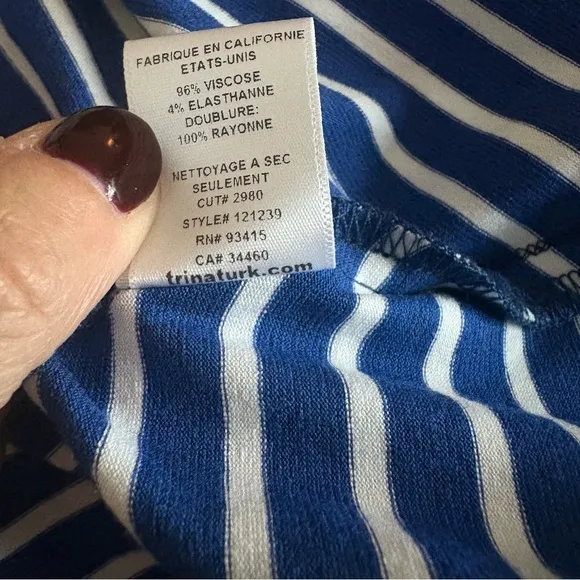 FABRIQUE EN CALIFORNIE
ETATS-UNIS
96% VISCOSE
4% ELASTHANNE
DOUBLURE:
100% RAYONNE
NETTOYAGE A SEC
SEULEMENT
CUT# 2980
STYLE# 121239
RN# 93415
CA# 34460
trinaturk.com